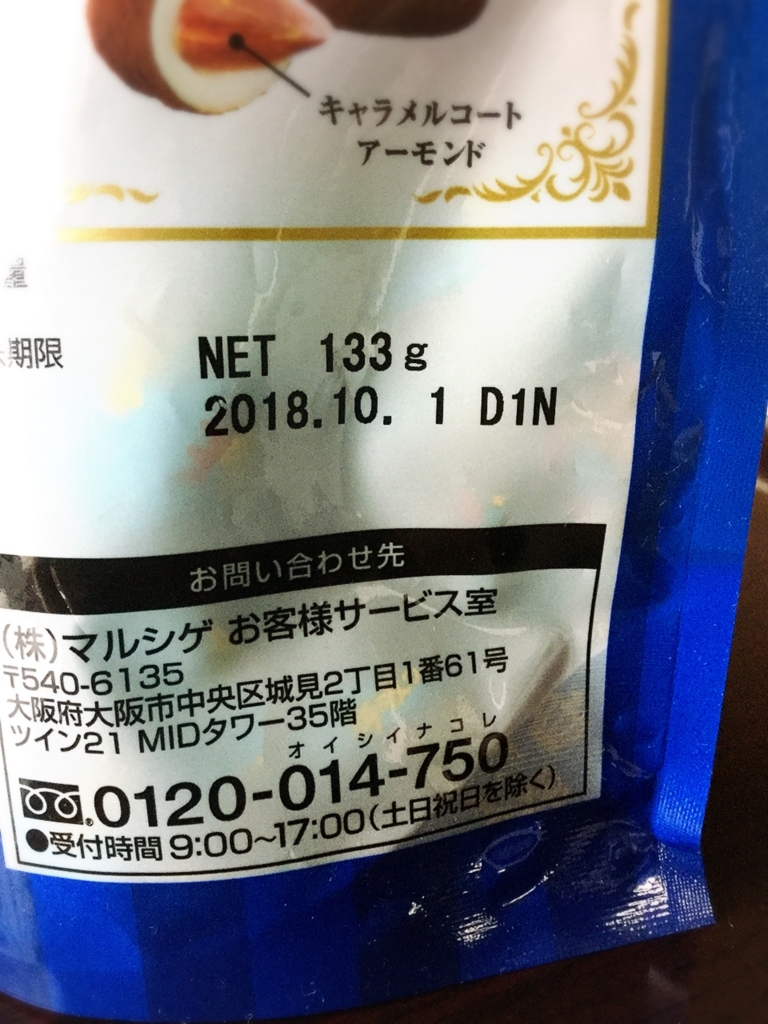 キャラメルコート
アーモンド
期限
NET 133g
2018.10. 1 D1N
お問い合わせ先
(株)マルシゲ お客様サービス室
〒540-6135
大阪府大阪市中央区城見2丁目1番61号
ツイン21 MIDタワー35階
オイシイナコレ
0120-014-750
●受付時間 9:00~17:00(土日祝日を除く)